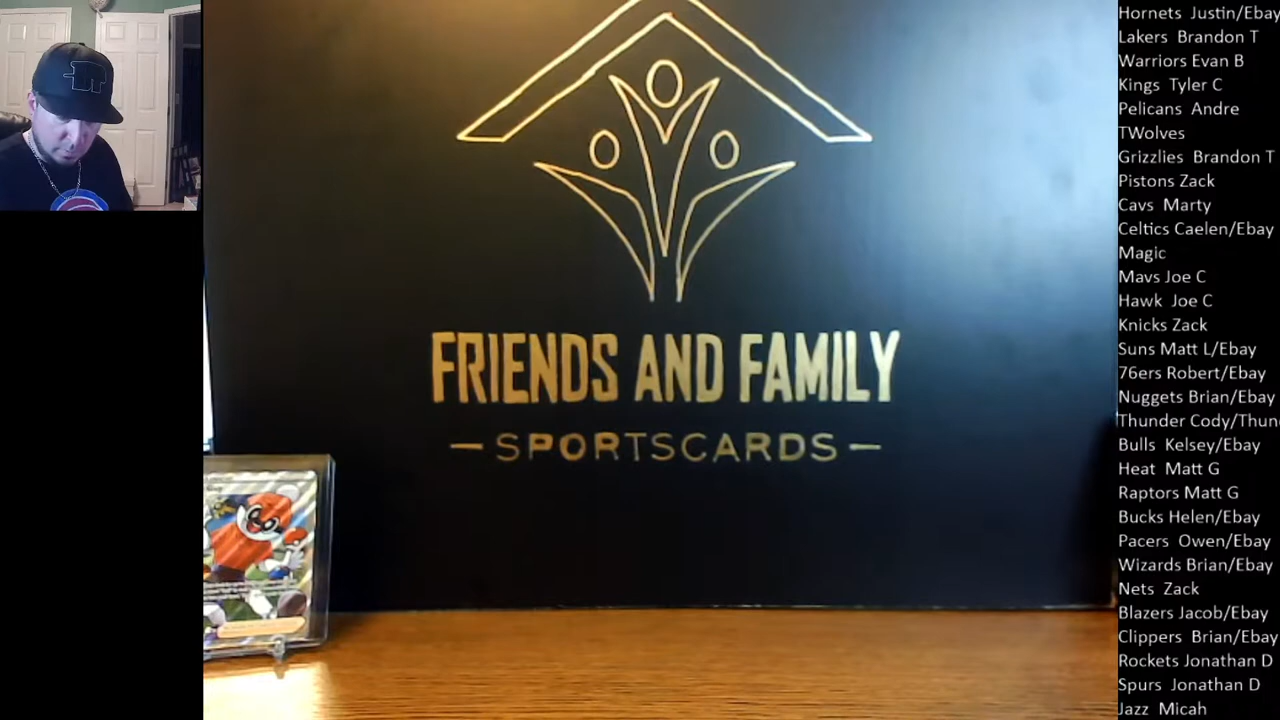 FRIENDS AND FAMILY
— SPORTSCARDS —
Hornets Justin/Ebay
Lakers Brandon T
Warriors Evan B
Kings Tyler C
Pelicans Andre
TWolves
Grizzlies Brandon T
Pistons Zack
Cavs Marty
Celtics Caelen/Ebay
Magic
Mavs Joe C
Hawk Joe C
Knicks Zack
Suns Matt L/Ebay
76ers Robert/Ebay
Nuggets Brian/Ebay
Thunder Cody/Thun
Bulls Kelsey/Ebay
Heat Matt G
Raptors Matt G
Bucks Helen/Ebay
Pacers Owen/Ebay
Wizards Brian/Ebay
Nets Zack
Blazers Jacob/Ebay
Clippers Brian/Ebay
Rockets Jonathan D
Spurs Jonathan D
Jazz Micah